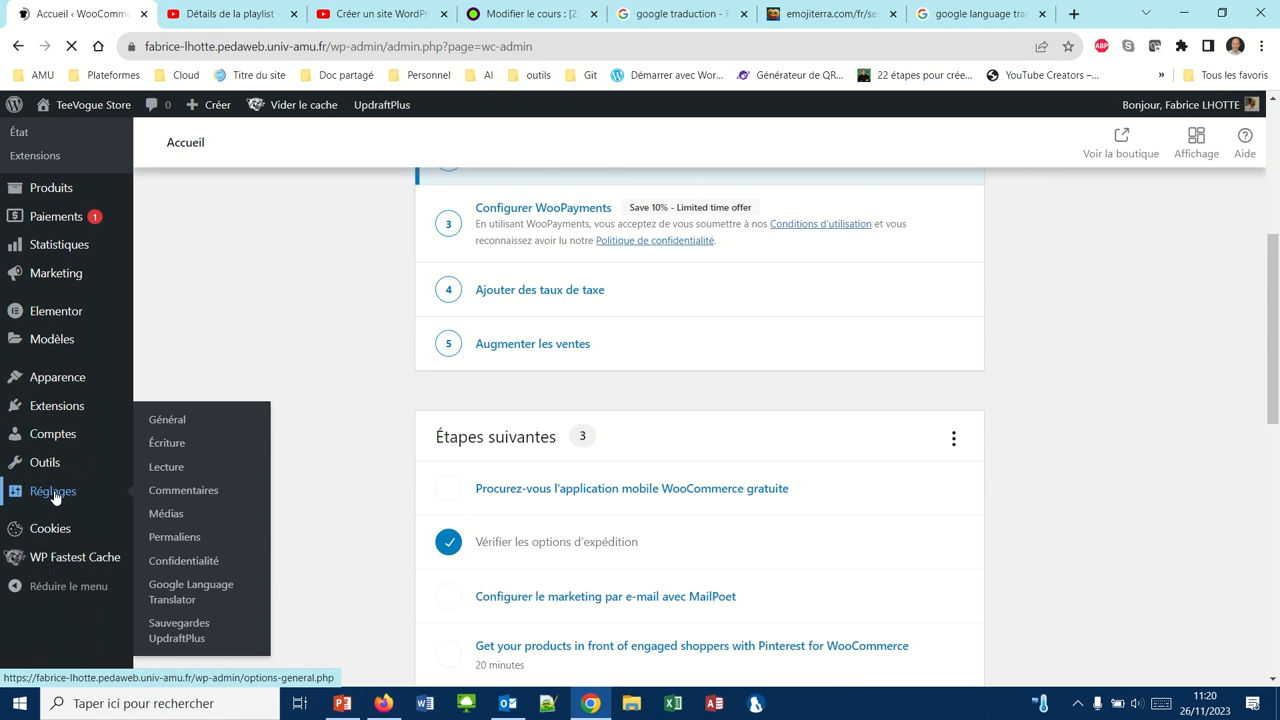 Détails de la playlist
Créer un site WordPr
Modifier le cours : [2
google traduction - R
emojiterra.com/fr/se
google language tra
fabrice-lhotte.pedaweb.univ-amu.fr/wp-admin/admin.php?page=wc-admin
AMU
Plateformes
Cloud
Titre du site
Doc partagé
Personnel
AI
outils
Git
Démarrer avec Wor...
Générateur de QR...
22 étapes pour crée...
YouTube Creators –...
»
Tous les favoris
TeeVogue Store
0
Créer
Vider le cache
UpdraftPlus
Bonjour, Fabrice LHOTTE
État
Extensions
Produits
Paiements 1
Statistiques
Marketing
Elementor
Modèles
Apparence
Extensions
Comptes
Outils
Réglages
Cookies
WP Fastest Cache
Réduire le menu
Général
Écriture
Lecture
Commentaires
Médias
Permaliens
Confidentialité
Google Language
Translator
Sauvegardes
UpdraftPlus
Accueil
Voir la boutique
Affichage
Aide
3
Configurer WooPayments Save 10% - Limited time offer
En utilisant WooPayments, vous acceptez de vous soumettre à nos Conditions d'utilisation et vous
reconnaissez avoir lu notre Politique de confidentialité.
4
Ajouter des taux de taxe
5
Augmenter les ventes
Étapes suivantes 3
Procurez-vous l'application mobile WooCommerce gratuite
Vérifier les options d'expédition
Configurer le marketing par e-mail avec MailPoet
Get your products in front of engaged shoppers with Pinterest for WooCommerce
20 minutes
https://fabrice-lhotte.pedaweb.univ-amu.fr/wp-admin/options-general.php
Taper ici pour rechercher
11:20
26/11/2023